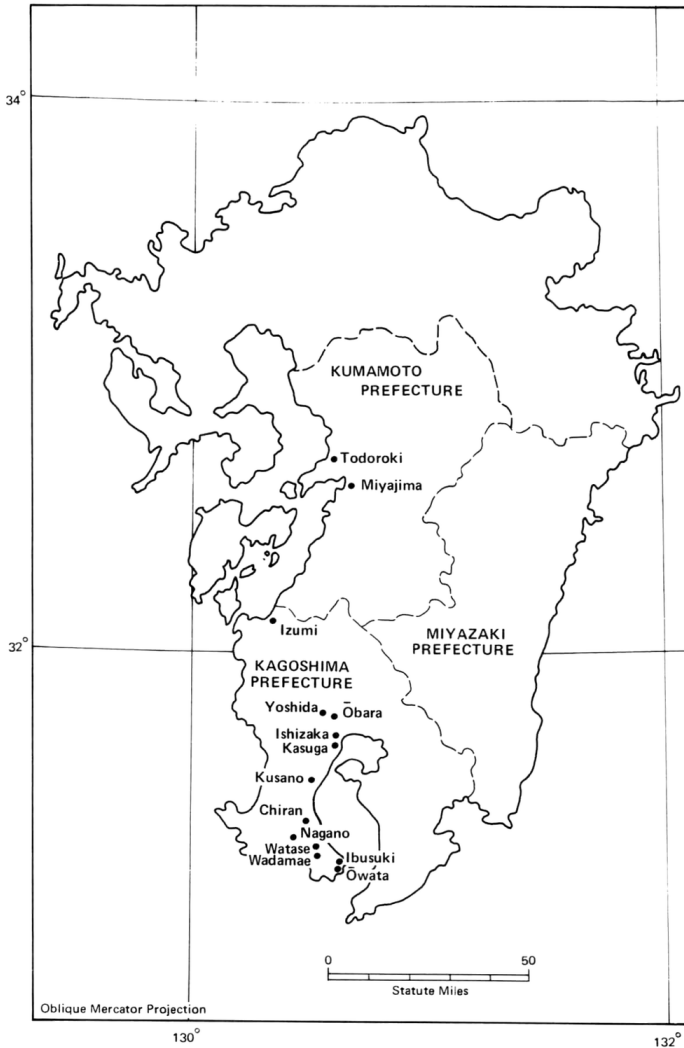 34°
KUMAMOTO
PREFECTURE
Todoroki
Miyajima
Izumi
32°
MIYAZAKI
PREFECTURE
KAGOSHIMA
PREFECTURE
Yoshida
Ōbara
Ishizaka
Kasuga
Kusano
Chiran
Nagano
Watase
Wadamae
Ibusuki
Ōwata
0 50
Statute Miles
Oblique Mercator Projection
130° 132°